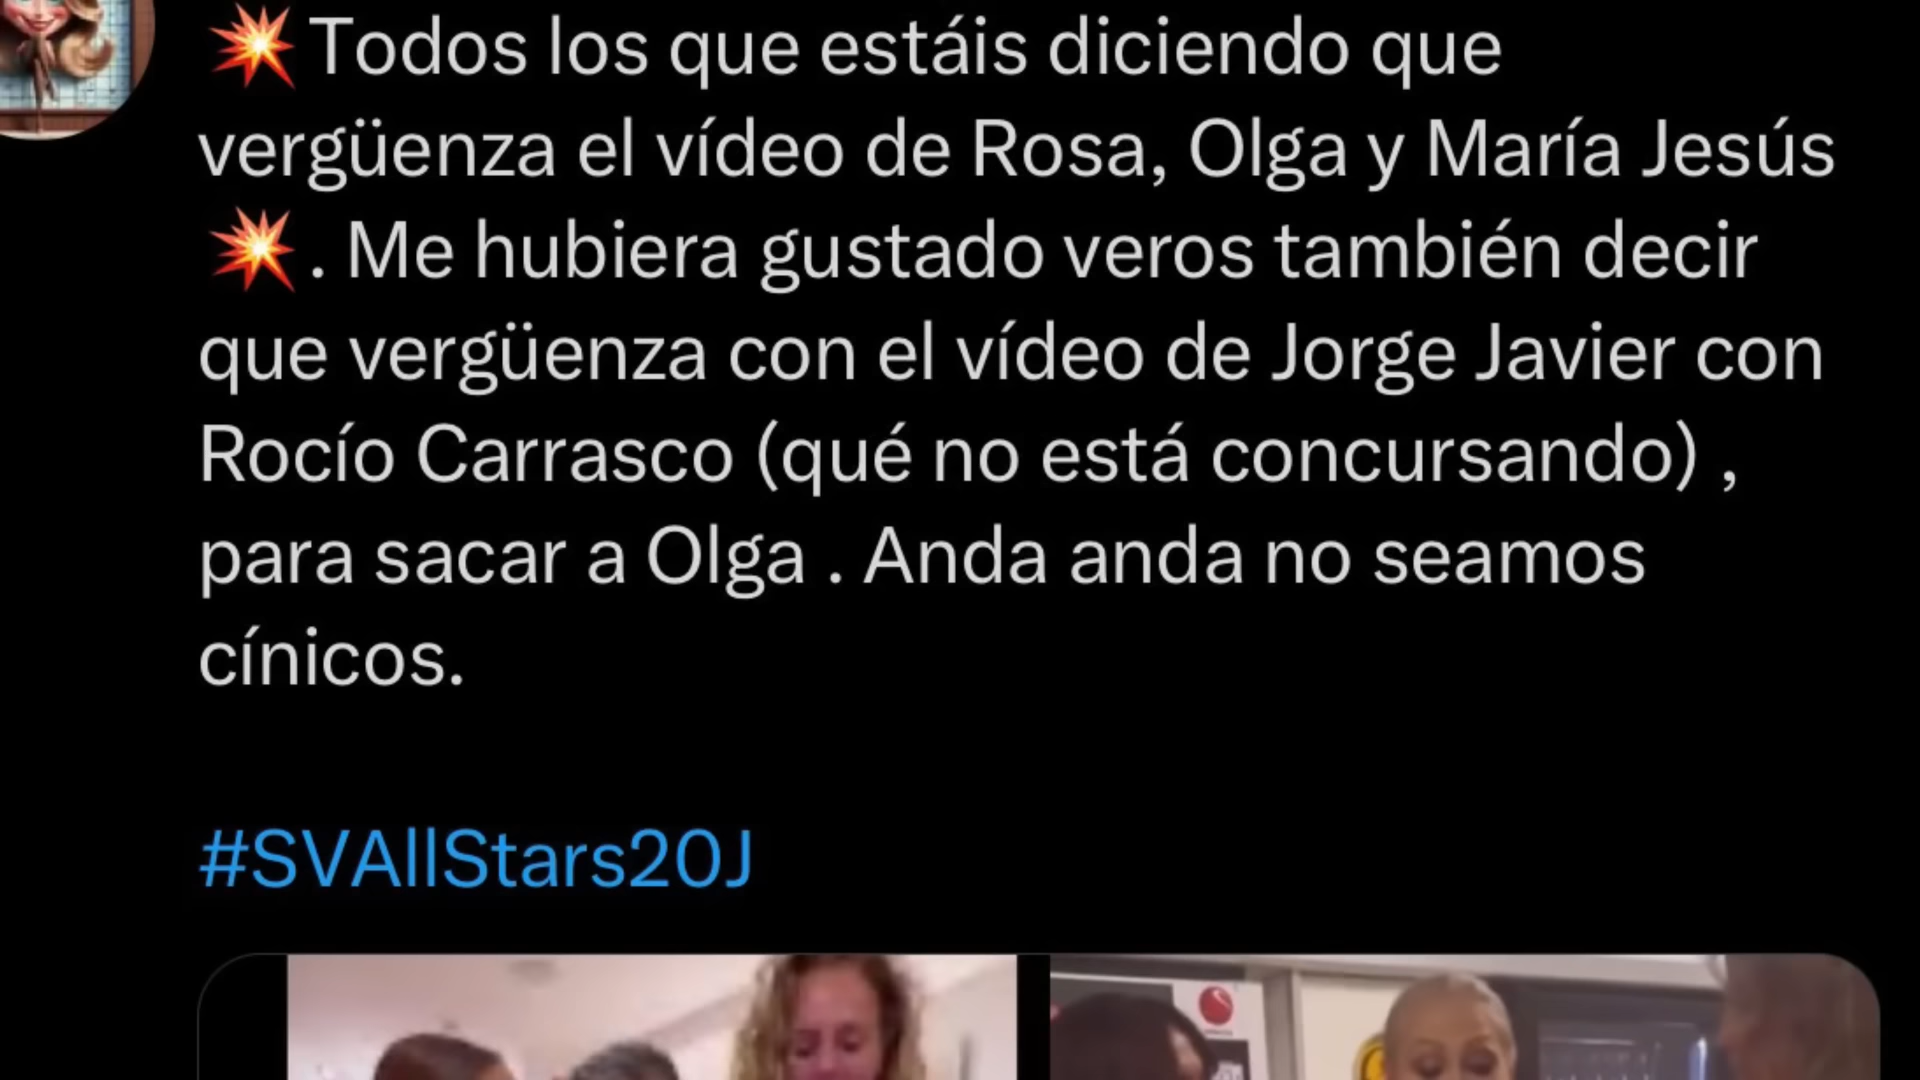 💥Todos los que estáis diciendo que
vergüenza el vídeo de Rosa, Olga y María Jesús
💥. Me hubiera gustado veros también decir
que vergüenza con el vídeo de Jorge Javier con
Rocío Carrasco (qué no está concursando) ,
para sacar a Olga . Anda anda no seamos
cínicos.
#SVAllStars20J